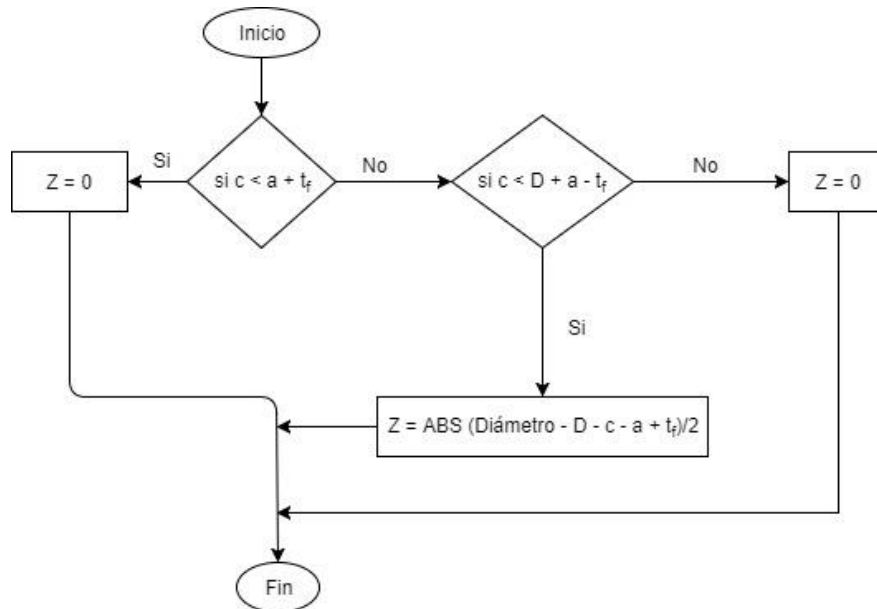 Inicio
Si
Z = 0
si c < a + tf
No
si c < D + a - tf
No
Z = 0
Si
Z = ABS (Diámetro - D - c - a + tf)/2
Fin